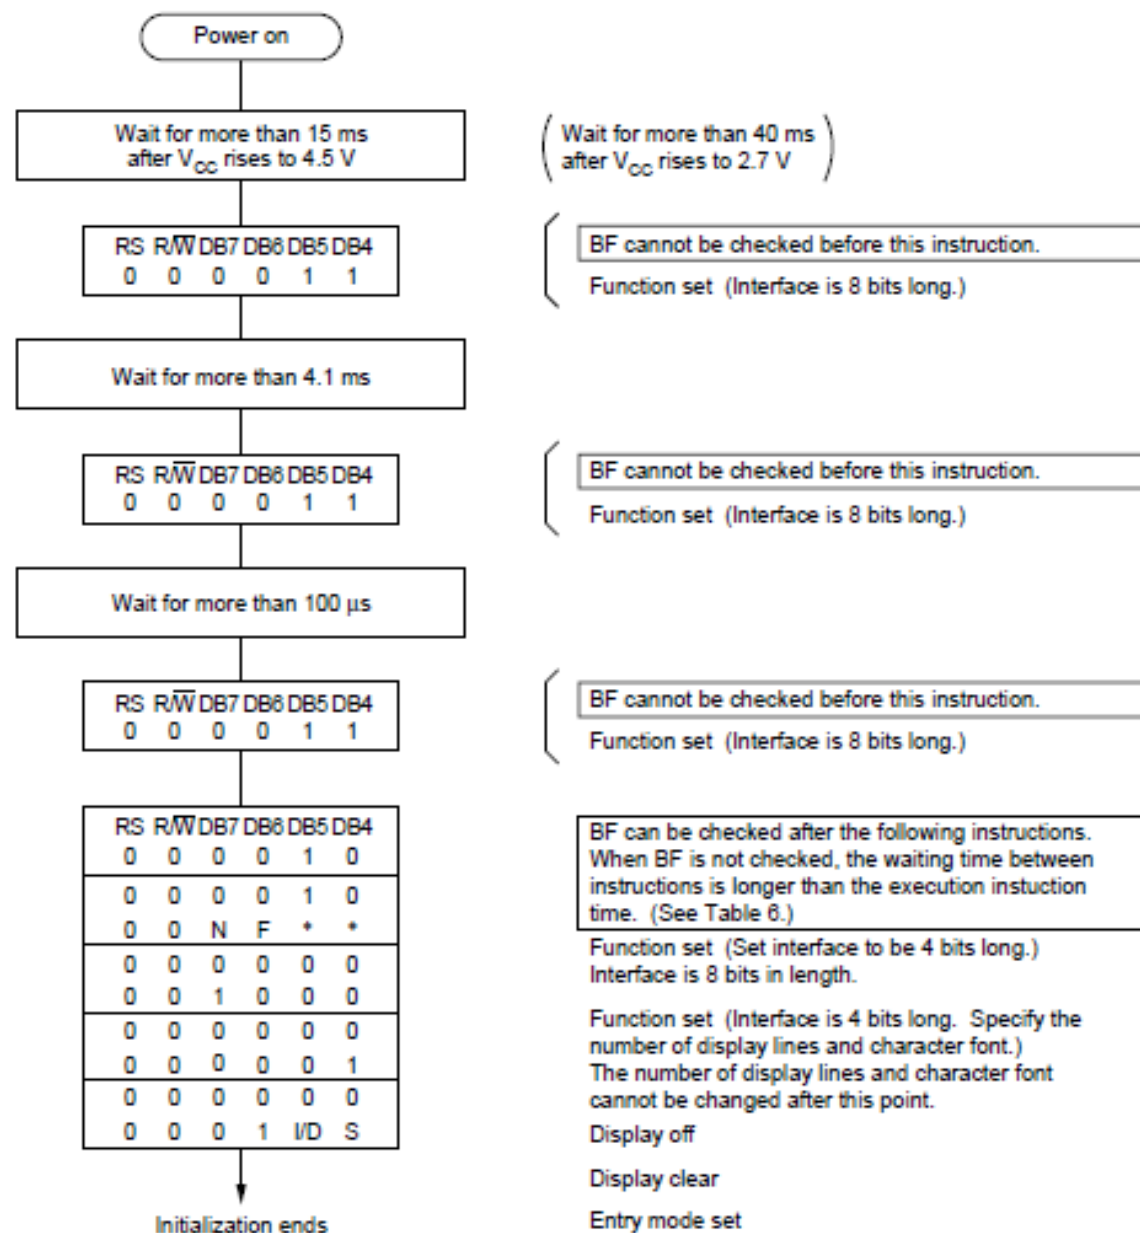 Power on
Wait for more than 15 ms
after VCC rises to 4.5 V
Wait for more than 40 ms
after VCC rises to 2.7 V
RS R/W̅ DB7 DB6 DB5 DB4
0 0 0 0 1 1
BF cannot be checked before this instruction.
Function set (Interface is 8 bits long.)
Wait for more than 4.1 ms
RS R/W̅ DB7 DB6 DB5 DB4
0 0 0 0 1 1
BF cannot be checked before this instruction.
Function set (Interface is 8 bits long.)
Wait for more than 100 µs
RS R/W̅ DB7 DB6 DB5 DB4
0 0 0 0 1 1
BF cannot be checked before this instruction.
Function set (Interface is 8 bits long.)
RS R/W̅ DB7 DB6 DB5 DB4
0 0 0 0 1 0
0 0 0 0 1 0
0 0 N F * *
0 0 0 0 0 0
0 0 1 0 0 0
0 0 0 0 0 0
0 0 0 0 0 1
0 0 0 0 0 0
0 0 0 1 I/D S
Initialization ends
BF can be checked after the following instructions.
When BF is not checked, the waiting time between
instructions is longer than the execution instuction
time. (See Table 6.)
Function set (Set interface to be 4 bits long.)
Interface is 8 bits in length.
Function set (Interface is 4 bits long. Specify the
number of display lines and character font.)
The number of display lines and character font
cannot be changed after this point.
Display off
Display clear
Entry mode set